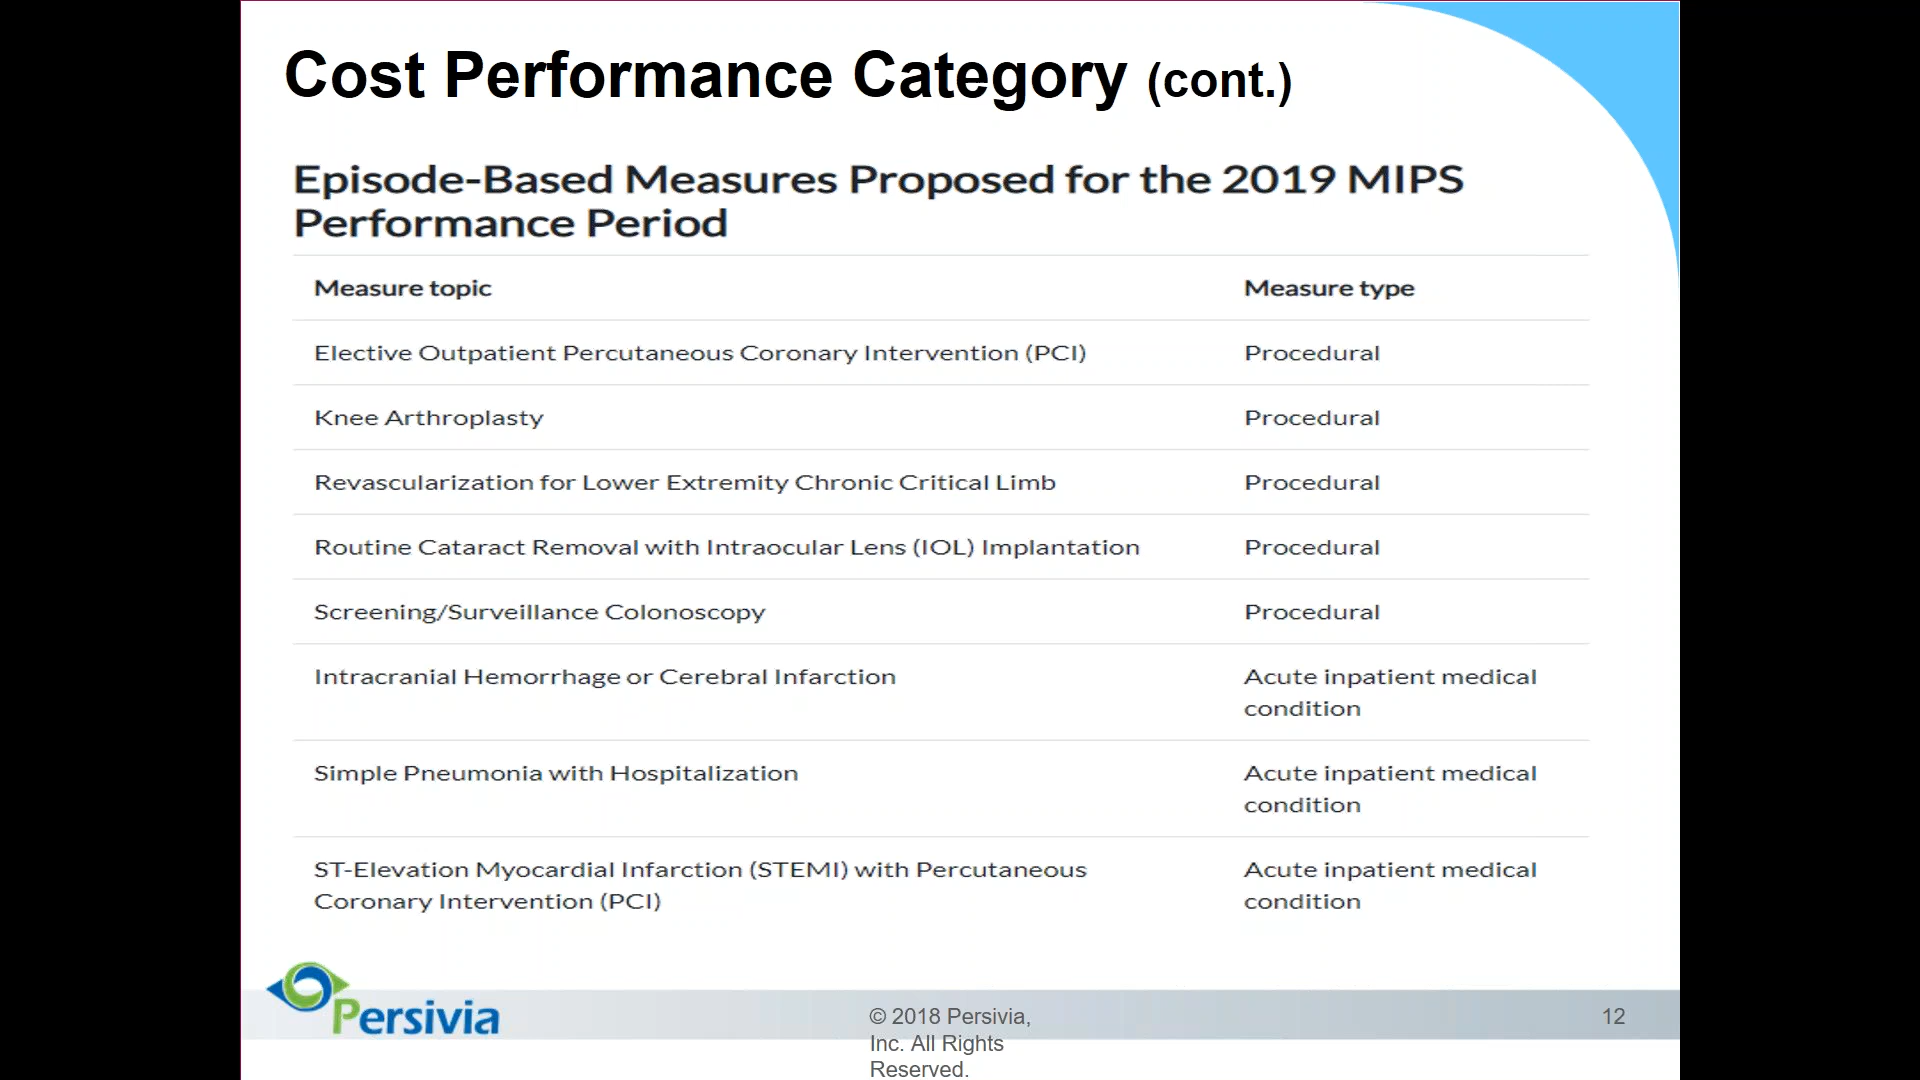 Cost Performance Category (cont.)
Episode-Based Measures Proposed for the 2019 MIPS
Performance Period
Measure topic Measure type
Elective Outpatient Percutaneous Coronary Intervention (PCI) Procedural
Knee Arthroplasty Procedural
Revascularization for Lower Extremity Chronic Critical Limb Procedural
Routine Cataract Removal with Intraocular Lens (IOL) Implantation Procedural
Screening/Surveillance Colonoscopy Procedural
Intracranial Hemorrhage or Cerebral Infarction Acute inpatient medical
condition
Simple Pneumonia with Hospitalization Acute inpatient medical
condition
ST-Elevation Myocardial Infarction (STEMI) with Percutaneous Acute inpatient medical
Coronary Intervention (PCI) condition
Persivia
© 2018 Persivia,
Inc. All Rights
Reserved.
12